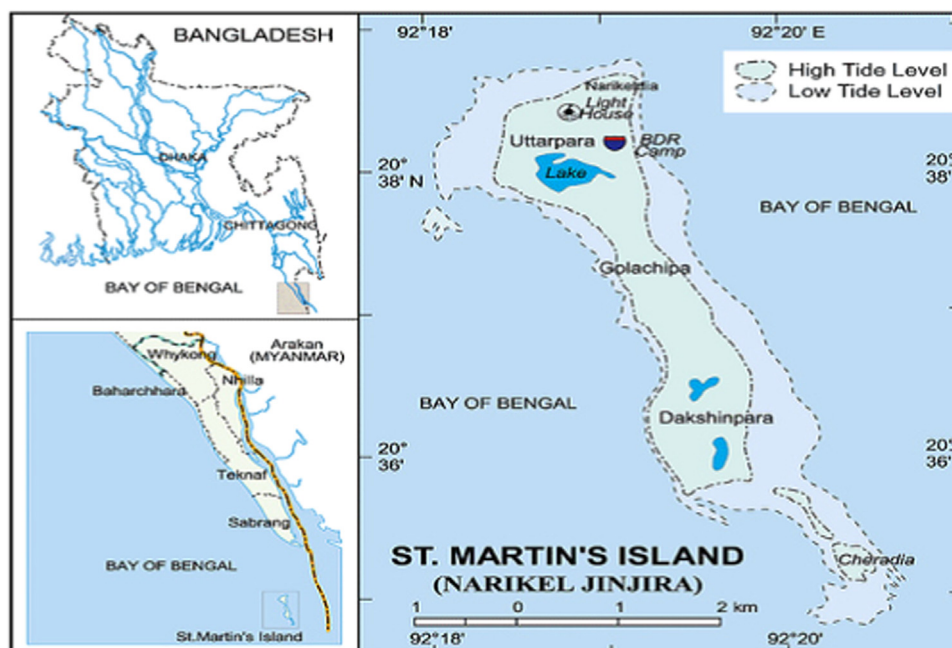 BANGLADESH
DHAKA
CHITTAGONG
BAY OF BENGAL
Whykong
Arakan
(MYANMAR)
Nhilla
Baharchhara
Teknaf
Sabrang
BAY OF BENGAL
St.Martin's Island
92°18'
92°20' E
High Tide Level
Low Tide Level
Narikeldia
Light
House
Uttarpara
BDR
Camp
Lake
20°
38' N
20°
38'
BAY OF BENGAL
Golachipa
BAY OF BENGAL
Dakshinpara
20°
36'
20°
36'
Cheradia
ST. MARTIN'S ISLAND
(NARIKEL JINJIRA)
1 0 1 2 km
92°18'
92°20'